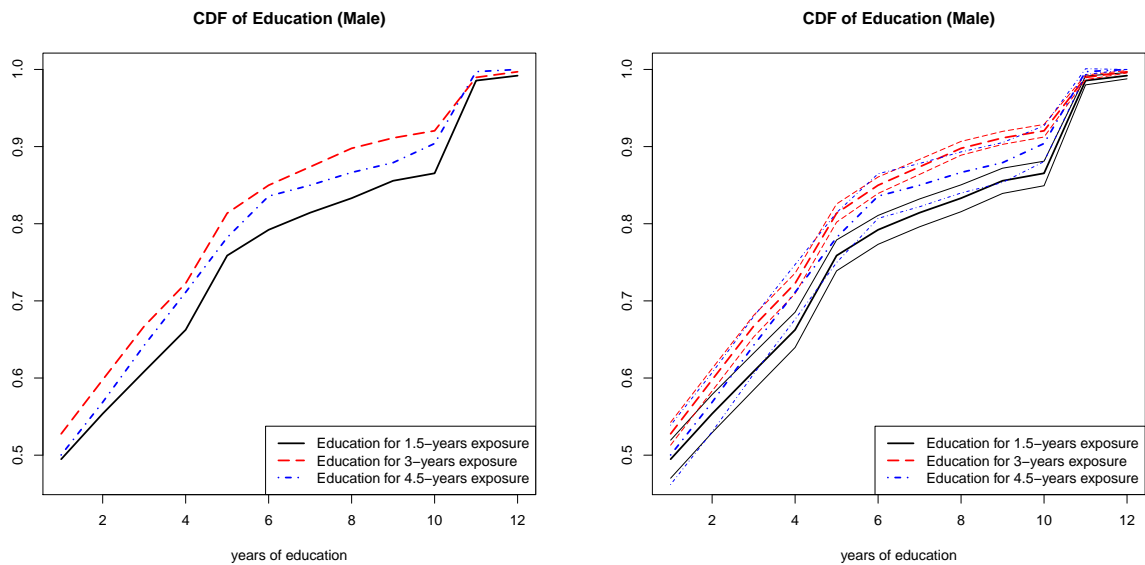 CDF of Education (Male)
1.0
0.9
0.8
0.7
0.6
0.5
Education for 1.5−years exposure
Education for 3−years exposure
Education for 4.5−years exposure
2 4 6 8 10 12
years of education
CDF of Education (Male)
1.0
0.9
0.8
0.7
0.6
0.5
Education for 1.5−years exposure
Education for 3−years exposure
Education for 4.5−years exposure
2 4 6 8 10 12
years of education